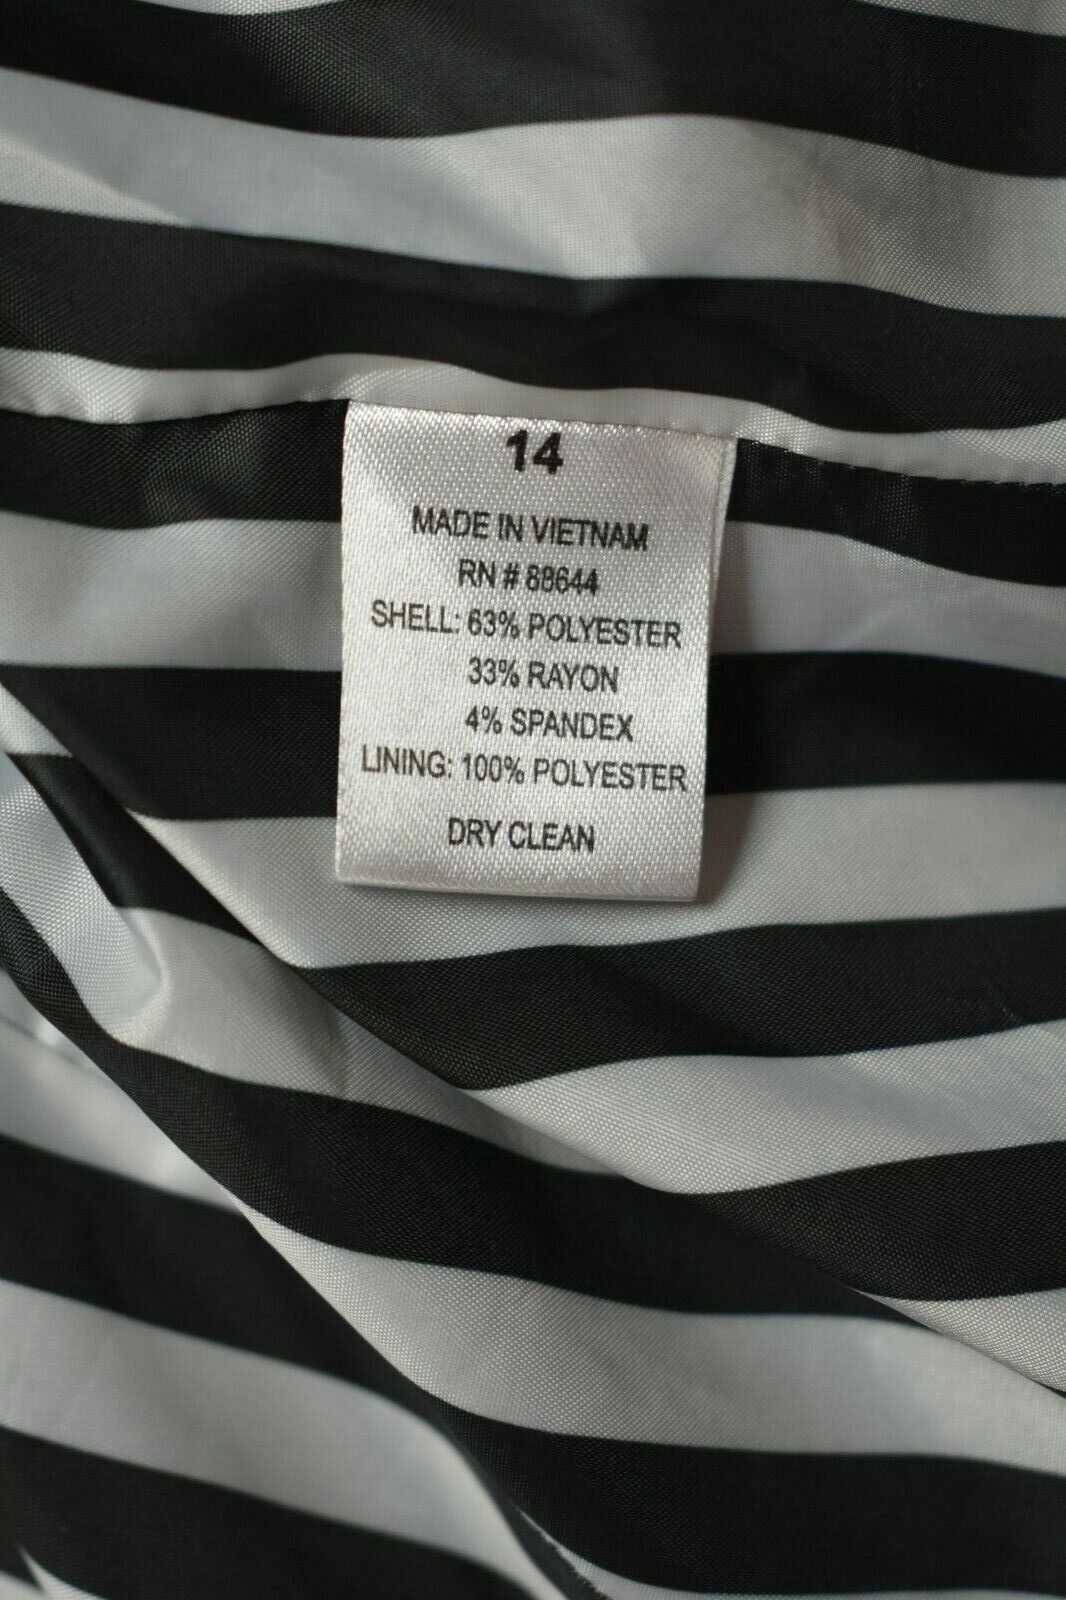 14
MADE IN VIETNAM
RN # 88644
SHELL: 63% POLYESTER
33% RAYON
4% SPANDEX
LINING: 100% POLYESTER
DRY CLEAN